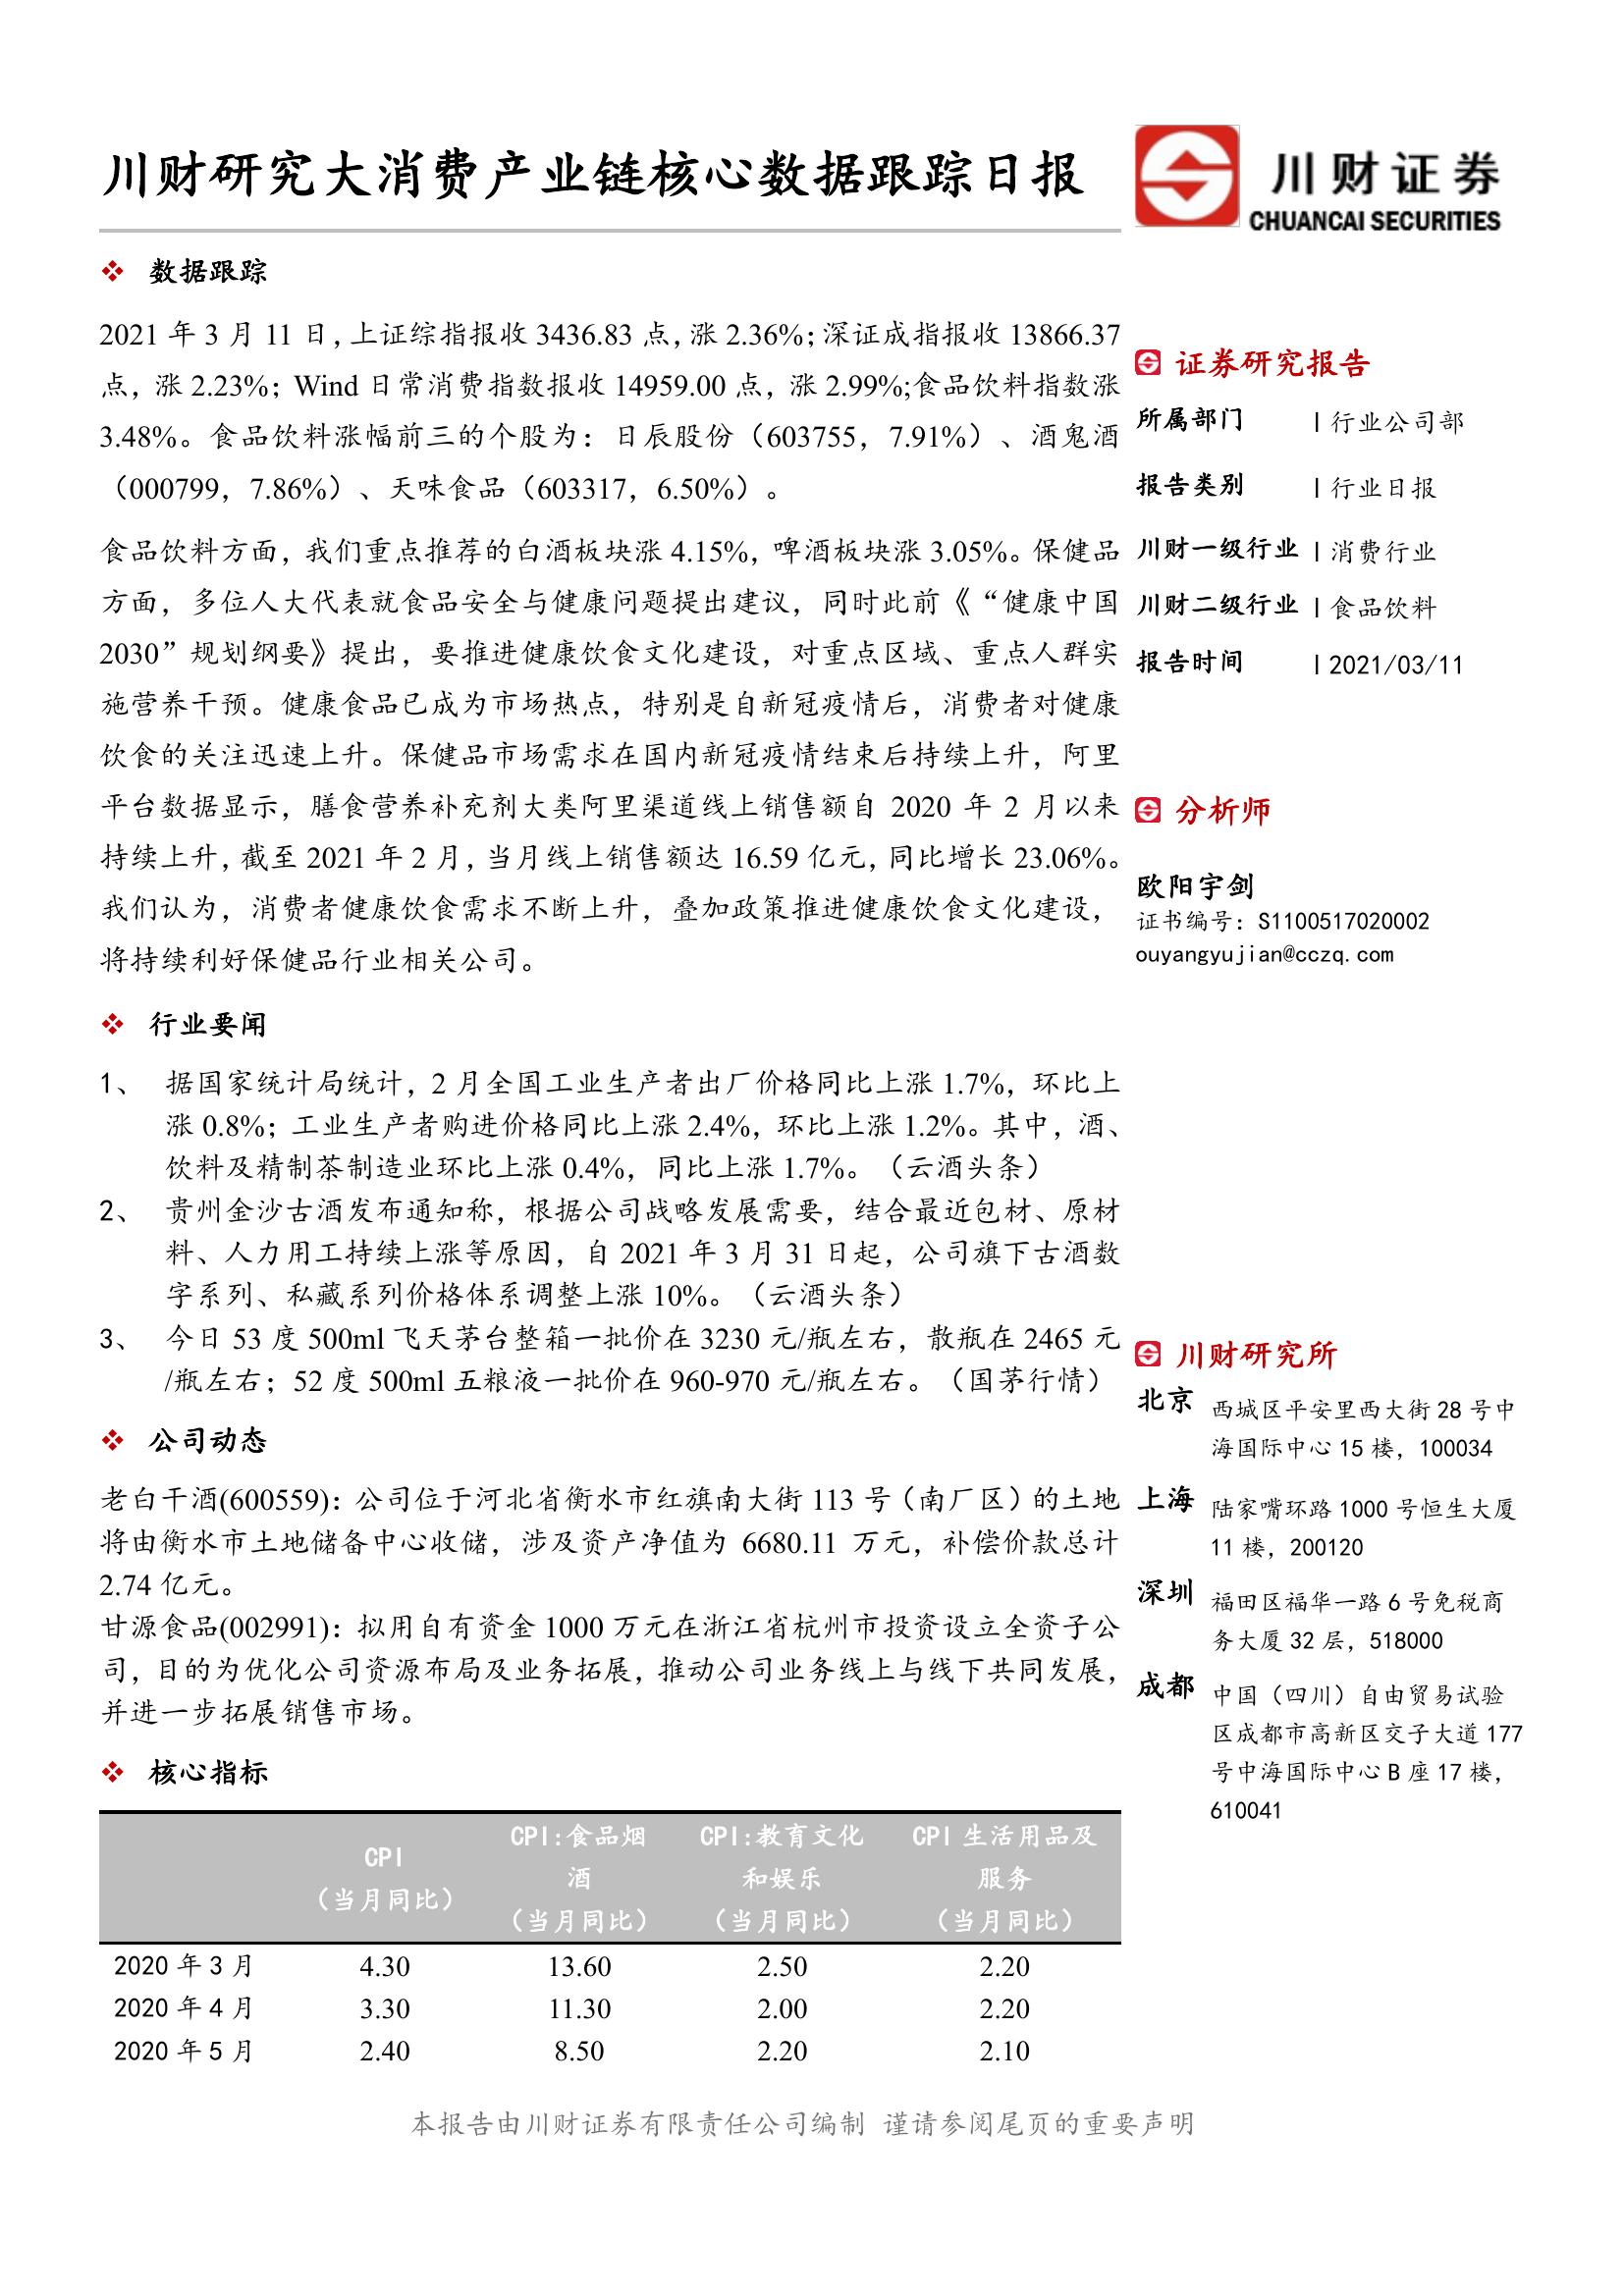 川财研究大消费产业链核心数据跟踪日报
川财证券
CHUANCAI SECURITIES
❖ 数据跟踪
2021 年 3 月 11 日，上证综指报收 3436.83 点，涨 2.36%；深证成指报收 13866.37
点，涨 2.23%；Wind 日常消费指数报收 14959.00 点，涨 2.99%;食品饮料指数涨
3.48%。食品饮料涨幅前三的个股为：日辰股份（603755，7.91%）、酒鬼酒
（000799，7.86%）、天味食品（603317，6.50%）。
食品饮料方面，我们重点推荐的白酒板块涨 4.15%，啤酒板块涨 3.05%。保健品
方面，多位人大代表就食品安全与健康问题提出建议，同时此前《“健康中国
2030”规划纲要》提出，要推进健康饮食文化建设，对重点区域、重点人群实
施营养干预。健康食品已成为市场热点，特别是自新冠疫情后，消费者对健康
饮食的关注迅速上升。保健品市场需求在国内新冠疫情结束后持续上升，阿里
平台数据显示，膳食营养补充剂大类阿里渠道线上销售额自 2020 年 2 月以来
持续上升，截至 2021 年 2 月，当月线上销售额达 16.59 亿元，同比增长 23.06%。
我们认为，消费者健康饮食需求不断上升，叠加政策推进健康饮食文化建设，
将持续利好保健品行业相关公司。
❖ 行业要闻
1、 据国家统计局统计，2 月全国工业生产者出厂价格同比上涨 1.7%，环比上
涨 0.8%；工业生产者购进价格同比上涨 2.4%，环比上涨 1.2%。其中，酒、
饮料及精制茶制造业环比上涨 0.4%，同比上涨 1.7%。（云酒头条）
2、 贵州金沙古酒发布通知称，根据公司战略发展需要，结合最近包材、原材
料、人力用工持续上涨等原因，自 2021 年 3 月 31 日起，公司旗下古酒数
字系列、私藏系列价格体系调整上涨 10%。（云酒头条）
3、 今日 53 度 500ml 飞天茅台整箱一批价在 3230 元/瓶左右，散瓶在 2465 元
/瓶左右；52 度 500ml 五粮液一批价在 960-970 元/瓶左右。（国茅行情）
❖ 公司动态
老白干酒(600559)：公司位于河北省衡水市红旗南大街 113 号（南厂区）的土地
将由衡水市土地储备中心收储，涉及资产净值为 6680.11 万元，补偿价款总计
2.74 亿元。
甘源食品(002991)：拟用自有资金 1000 万元在浙江省杭州市投资设立全资子公
司，目的为优化公司资源布局及业务拓展，推动公司业务线上与线下共同发展，
并进一步拓展销售市场。
❖ 核心指标
CPI
（当月同比）
CPI:食品烟
酒
（当月同比）
CPI:教育文化
和娱乐
（当月同比）
CPI 生活用品及
服务
（当月同比）
2020 年 3 月 4.30 13.60 2.50 2.20
2020 年 4 月 3.30 11.30 2.00 2.20
2020 年 5 月 2.40 8.50 2.20 2.10
证券研究报告
所属部门 | 行业公司部
报告类别 | 行业日报
川财一级行业 | 消费行业
川财二级行业 | 食品饮料
报告时间 | 2021/03/11
分析师
欧阳宇剑
证书编号：S1100517020002
ouyangyujian@cczq.com
川财研究所
北京 西城区平安里西大街 28 号中
海国际中心 15 楼，100034
上海 陆家嘴环路 1000 号恒生大厦
11 楼，200120
深圳 福田区福华一路 6 号免税商
务大厦 32 层，518000
成都 中国（四川）自由贸易试验
区成都市高新区交子大道 177
号中海国际中心 B 座 17 楼，
610041
本报告由川财证券有限责任公司编制 谨请参阅尾页的重要声明